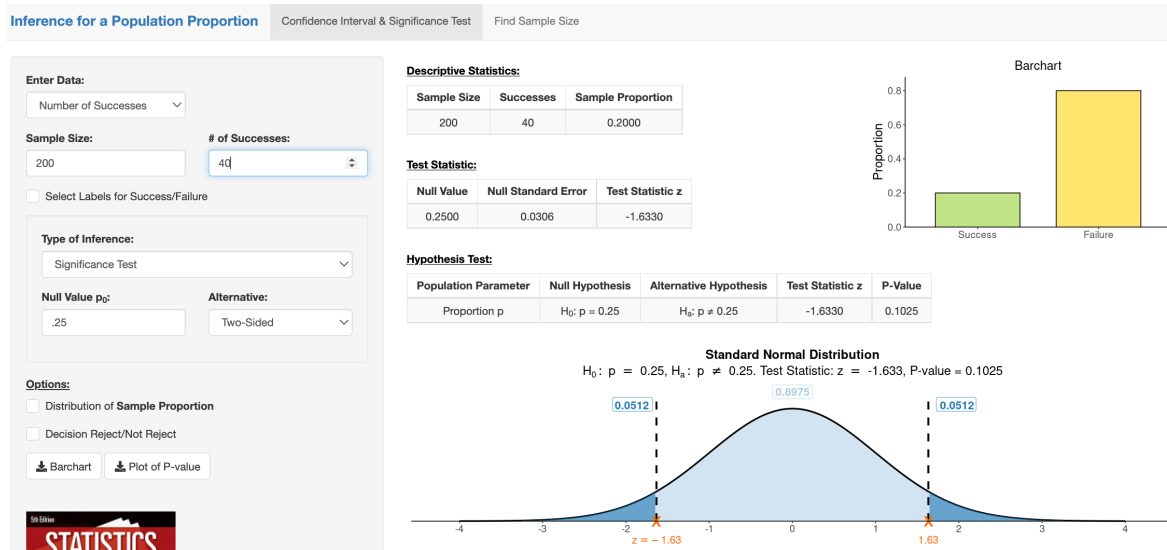 Inference for a Population Proportion Confidence Interval & Significance Test Find Sample Size
Enter Data:
Number of Successes
Sample Size: # of Successes:
200 40
Select Labels for Success/Failure
Type of Inference:
Significance Test
Null Value p₀: Alternative:
.25 Two-Sided
Options:
Distribution of Sample Proportion
Decision Reject/Not Reject
Barchart Plot of P-value
5th Edition
STATISTICS
Descriptive Statistics:
Sample Size Successes Sample Proportion
200 40 0.2000
Test Statistic:
Null Value Null Standard Error Test Statistic z
0.2500 0.0306 -1.6330
Hypothesis Test:
Population Parameter Null Hypothesis Alternative Hypothesis Test Statistic z P-Value
Proportion p H₀: p = 0.25 Hₐ: p ≠ 0.25 -1.6330 0.1025
Barchart
Proportion
0.8
0.6
0.4
0.2
0.0
Success Failure
Standard Normal Distribution
H₀: p = 0.25, Hₐ: p ≠ 0.25. Test Statistic: z = -1.633, P-value = 0.1025
0.8975
0.0512 0.0512
-4 -3 -2 -1 0 1 2 3 4
z = − 1.63 1.63